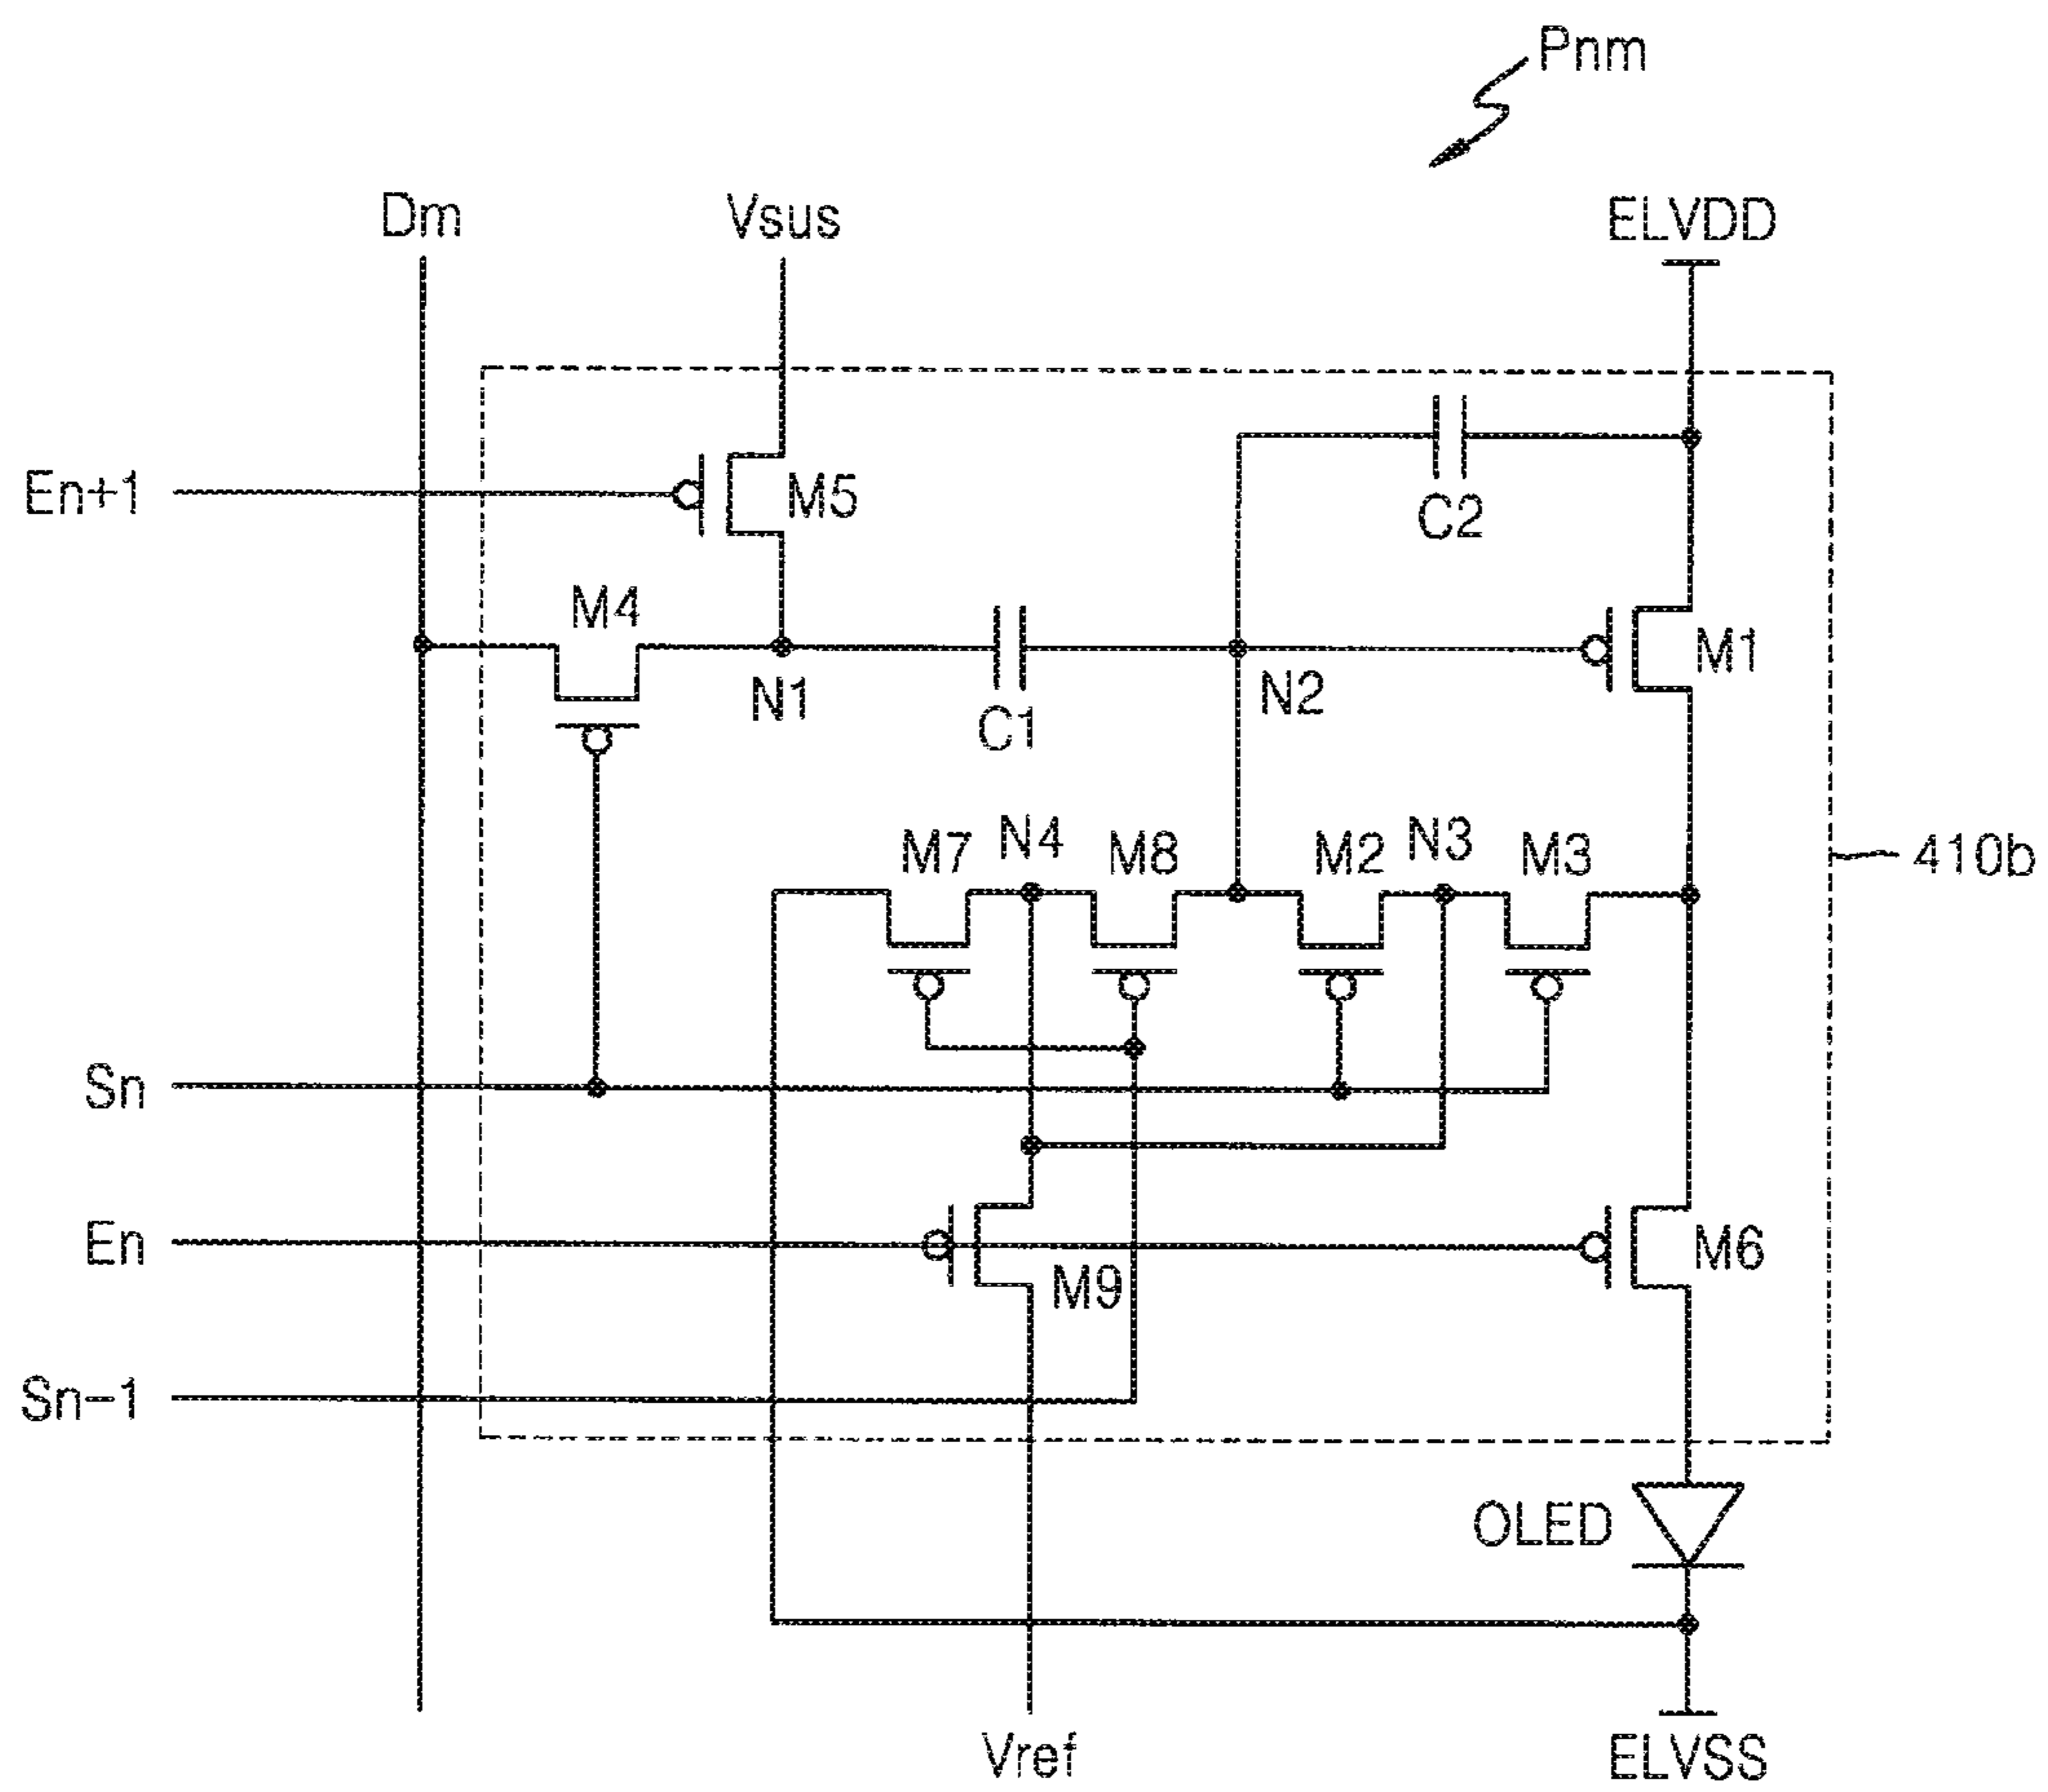 Pnm
Dm
Vsus
ELVDD
En+1
M5
C2
M4
M1
N1
C1
N2
M7
N4
M8
M2
N3
M3
410b
Sn
En
M9
M6
Sn-1
OLED
Vref
ELVSS